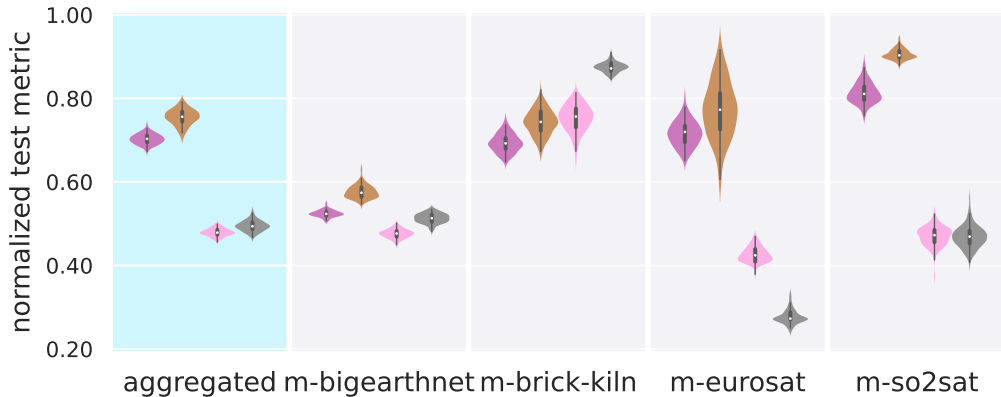 normalized test metric
1.00
0.80
0.60
0.40
0.20
aggregated m-bigearthnet m-brick-kiln m-eurosat m-so2sat